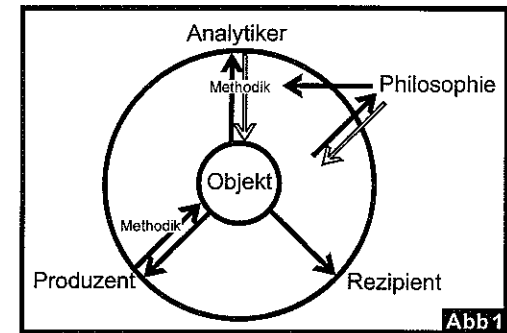 Analytiker
Methodik
Philosophie
Objekt
Methodik
Produzent
Rezipient
Abb1